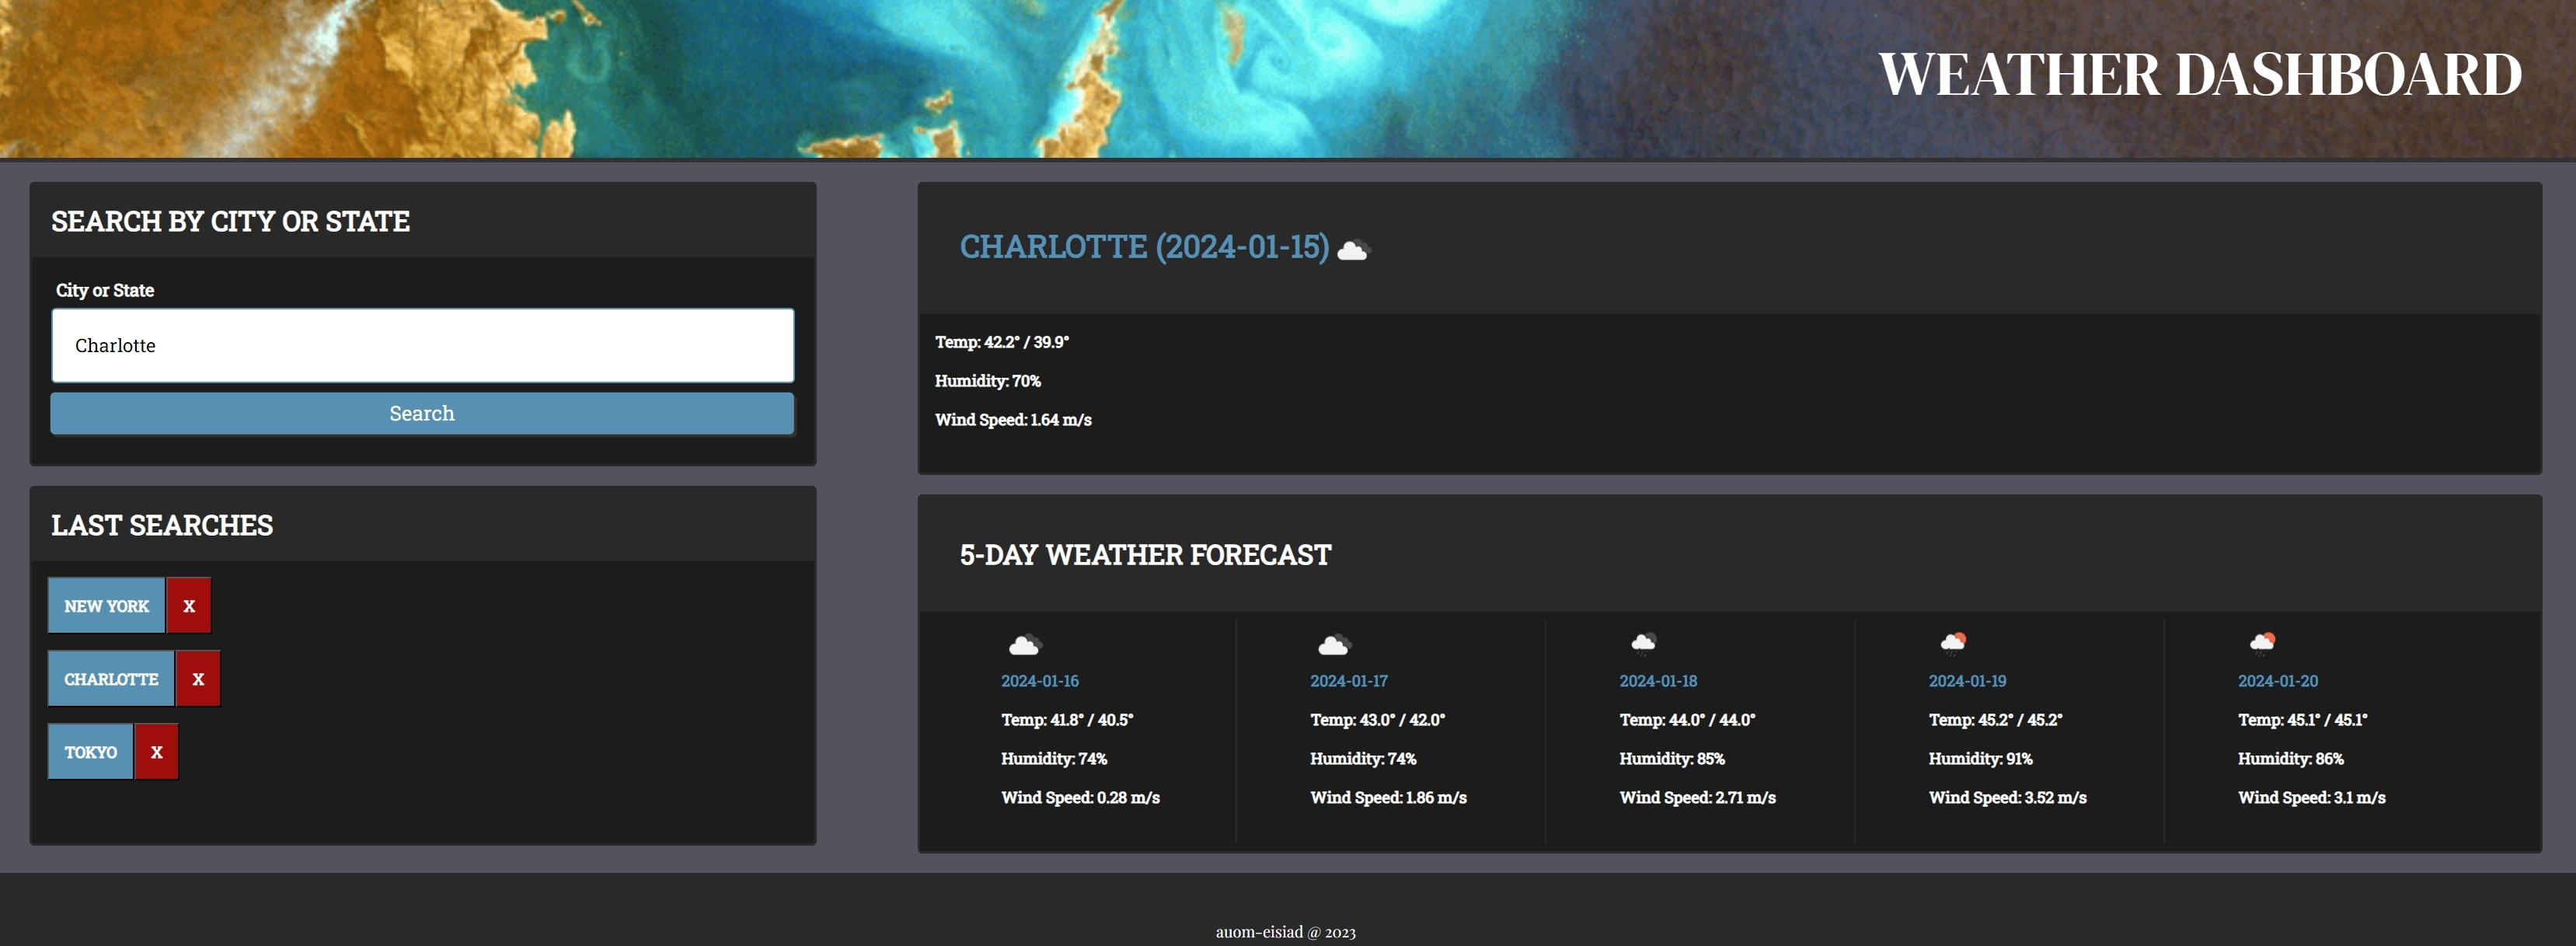 WEATHER DASHBOARD
SEARCH BY CITY OR STATE
City or State
Charlotte
Search
LAST SEARCHES
NEW YORK X
CHARLOTTE X
TOKYO X
CHARLOTTE (2024-01-15)
Temp: 42.2° / 39.9°
Humidity: 70%
Wind Speed: 1.64 m/s
5-DAY WEATHER FORECAST
2024-01-16
Temp: 41.8° / 40.5°
Humidity: 74%
Wind Speed: 0.28 m/s
2024-01-17
Temp: 43.0° / 42.0°
Humidity: 74%
Wind Speed: 1.86 m/s
2024-01-18
Temp: 44.0° / 44.0°
Humidity: 85%
Wind Speed: 2.71 m/s
2024-01-19
Temp: 45.2° / 45.2°
Humidity: 91%
Wind Speed: 3.52 m/s
2024-01-20
Temp: 45.1° / 45.1°
Humidity: 86%
Wind Speed: 3.1 m/s
auom-eisiad @ 2023